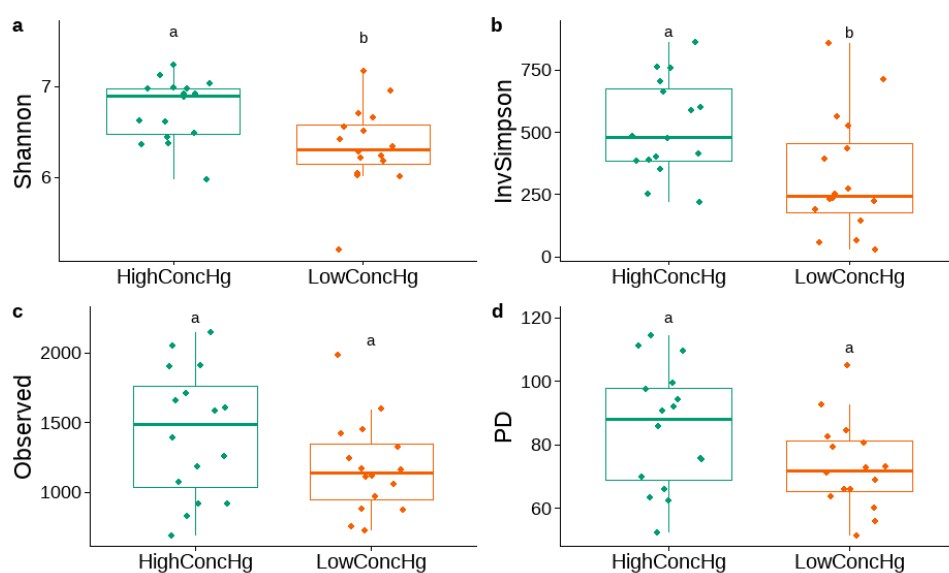 a
Shannon
7
6
a
b
HighConcHg
LowConcHg
b
InvSimpson
750
500
250
0
a
b
HighConcHg
LowConcHg
c
Observed
2000
1500
1000
a
a
HighConcHg
LowConcHg
d
PD
120
100
80
60
a
a
HighConcHg
LowConcHg